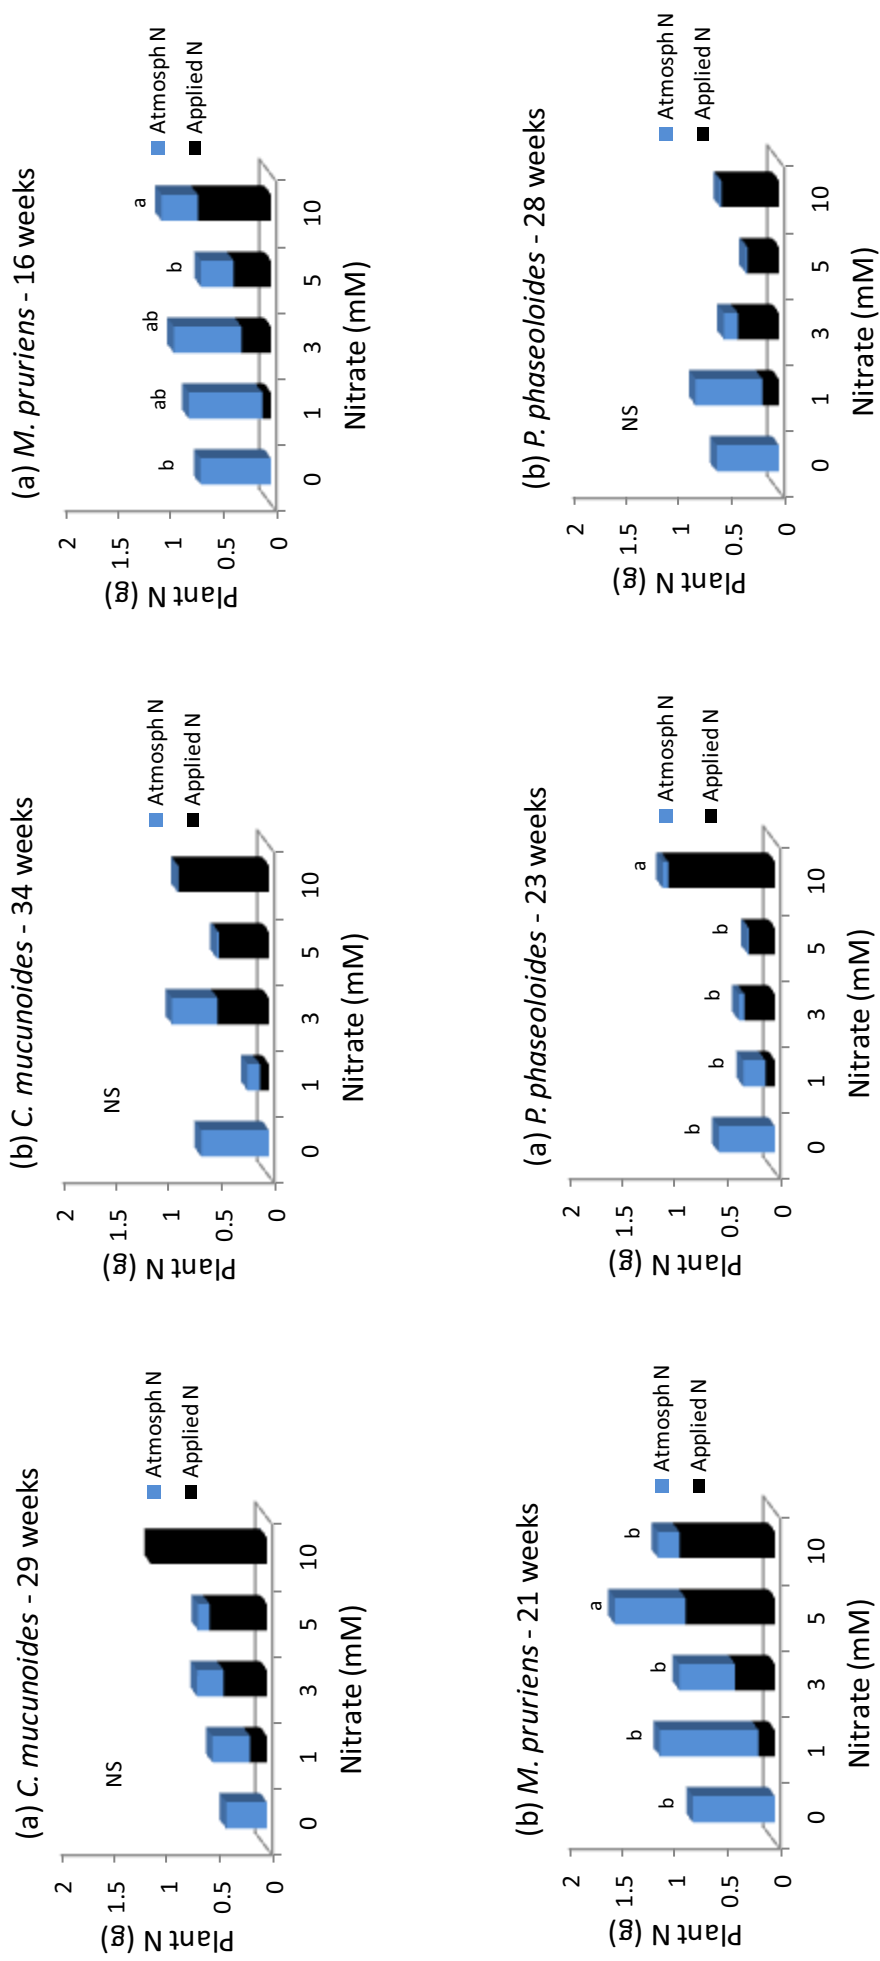 (a) C. mucunoides - 29 weeks
Plant N (g)
2
1.5
1
0.5
0
NS
0 1 3 5 10
Nitrate (mM)
Atmosph N
Applied N
(b) C. mucunoides - 34 weeks
Plant N (g)
2
1.5
1
0.5
0
NS
0 1 3 5 10
Nitrate (mM)
Atmosph N
Applied N
(a) M. pruriens - 16 weeks
Plant N (g)
2
1.5
1
0.5
0
b ab ab b a
0 1 3 5 10
Nitrate (mM)
Atmosph N
Applied N
(b) M. pruriens - 21 weeks
Plant N (g)
2
1.5
1
0.5
0
b b b a b
0 1 3 5 10
Nitrate (mM)
Atmosph N
Applied N
(a) P. phaseoloides - 23 weeks
Plant N (g)
2
1.5
1
0.5
0
b b b b a
0 1 3 5 10
Nitrate (mM)
Atmosph N
Applied N
(b) P. phaseoloides - 28 weeks
Plant N (g)
2
1.5
1
0.5
0
NS
0 1 3 5 10
Nitrate (mM)
Atmosph N
Applied N